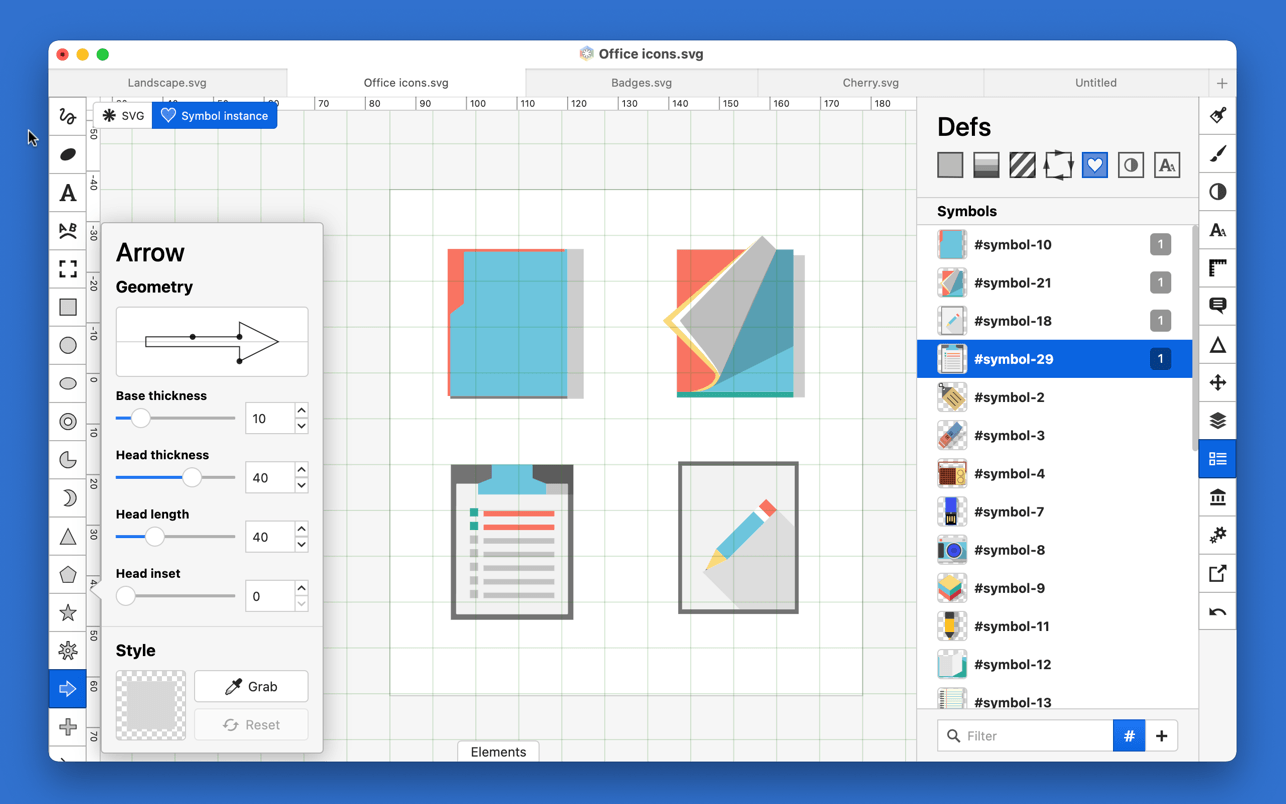 Office icons.svg
Landscape.svg
Office icons.svg
Badges.svg
Cherry.svg
Untitled
SVG
Symbol instance
70 80 90 100 110 120 130 140 150 160 170 180
-50
-40
-30
-20
-10
0
10
20
30
50
60
70
A
Arrow
Geometry
Base thickness
10
Head thickness
40
Head length
40
Head inset
0
Style
Grab
Reset
Elements
Defs
Symbols
#symbol-10 1
#symbol-21 1
#symbol-18 1
#symbol-29 1
#symbol-2
#symbol-3
#symbol-4
#symbol-7
#symbol-8
#symbol-9
#symbol-11
#symbol-12
#symbol-13
Filter
#